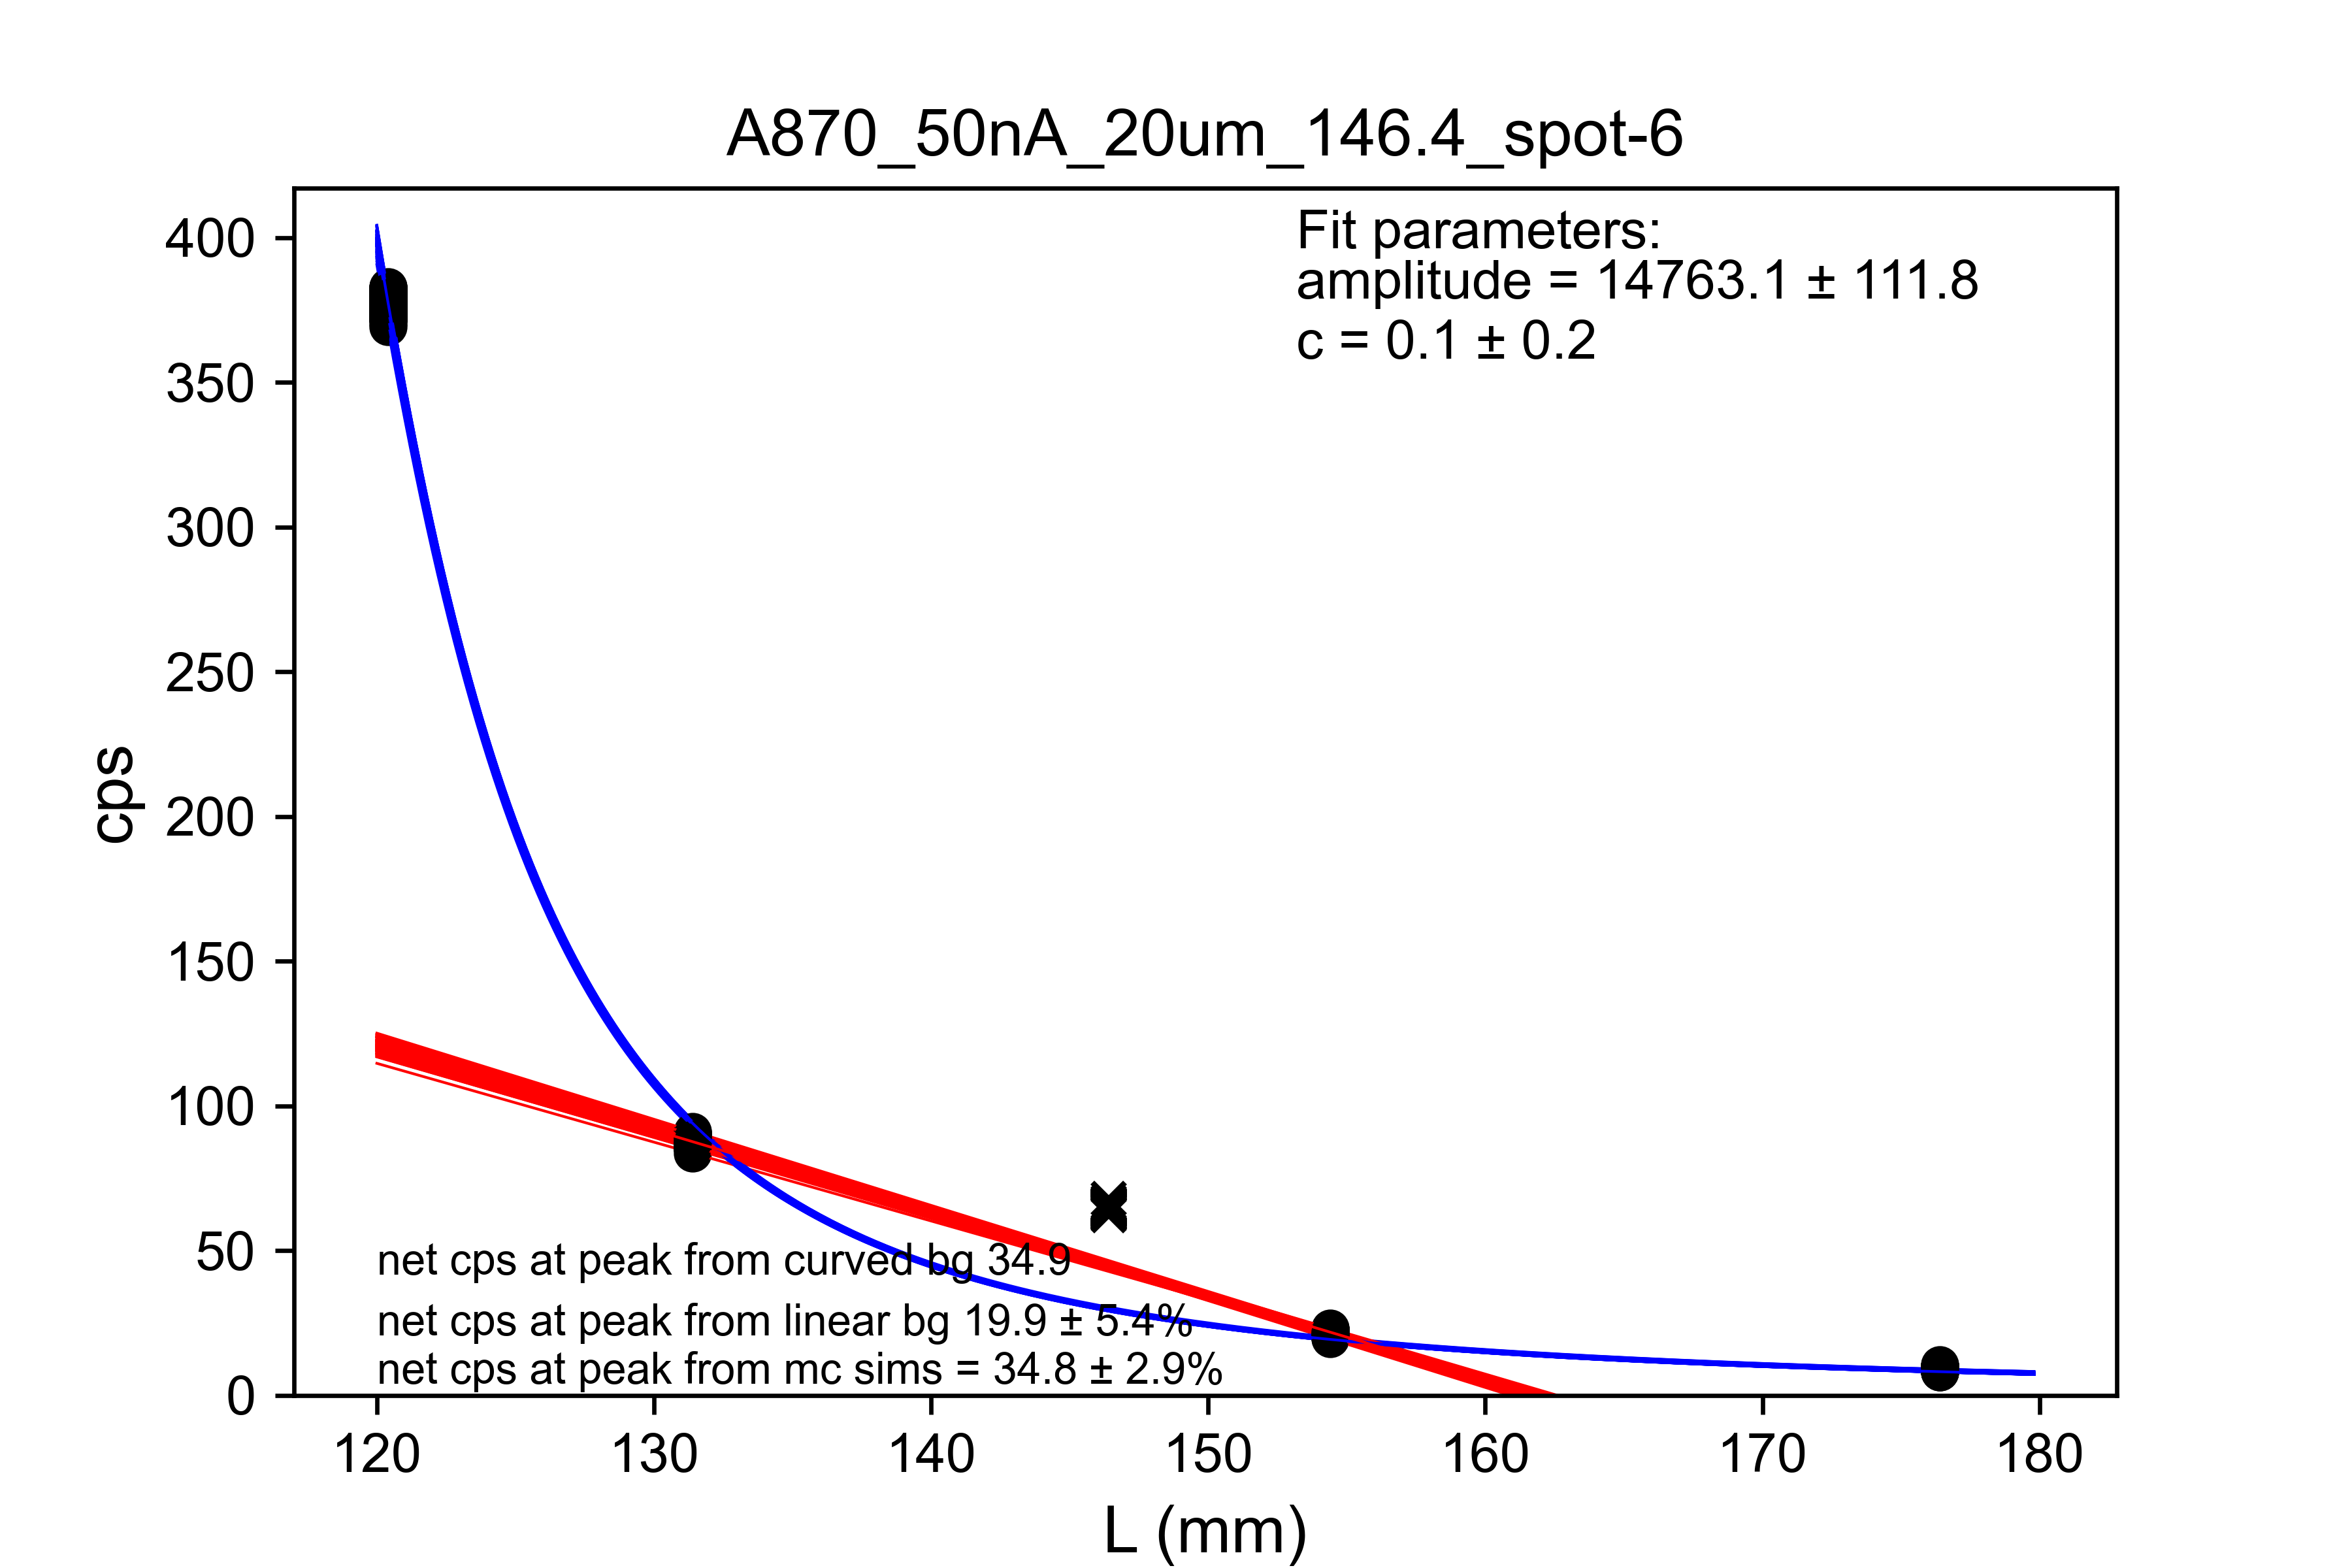 A870_50nA_20um_146.4_spot-6
Fit parameters:
amplitude = 14763.1 ± 111.8
c = 0.1 ± 0.2
400
350
300
250
200
150
100
50
0
cps
net cps at peak from curved bg 34.9
net cps at peak from linear bg 19.9 ± 5.4%
net cps at peak from mc sims = 34.8 ± 2.9%
120 130 140 150 160 170 180
L (mm)